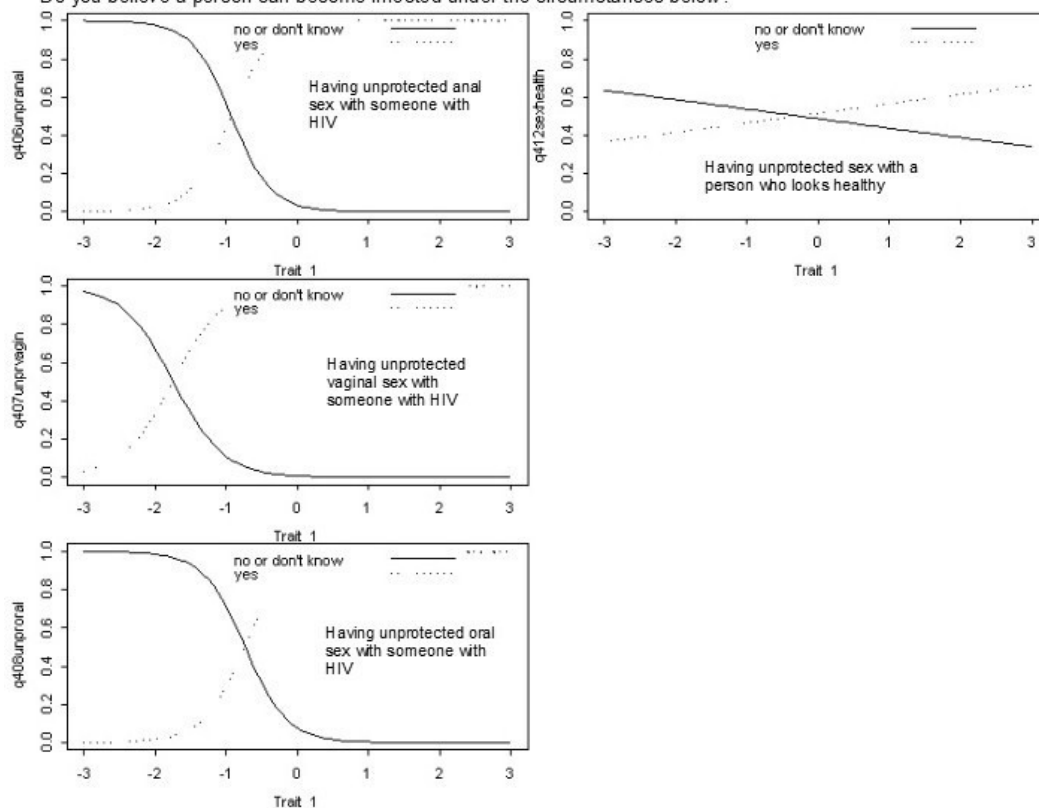 Do you believe a person can become infected under the circumstances below?
no or don't know
yes
Having unprotected anal
sex with someone with
HIV
q406unpranal
0.0 0.2 0.4 0.6 0.8 1.0
-3 -2 -1 0 1 2 3
Trait 1
no or don't know
yes
Having unprotected sex with a
person who looks healthy
q412sexhealth
0.0 0.2 0.4 0.6 0.8 1.0
-3 -2 -1 0 1 2 3
Trait 1
no or don't know
yes
Having unprotected
vaginal sex with
someone with HIV
q407unprvagin
0.0 0.2 0.4 0.6 0.8 1.0
-3 -2 -1 0 1 2 3
Trait 1
no or don't know
yes
Having unprotected oral
sex with someone with
HIV
q408unproral
0.0 0.2 0.4 0.6 0.8 1.0
-3 -2 -1 0 1 2 3
Trait 1